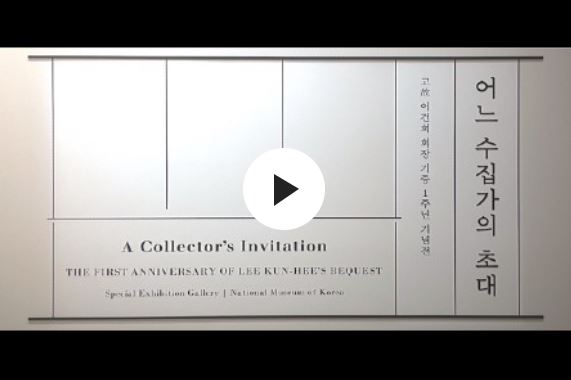 A Collector's Invitation
THE FIRST ANNIVERSARY OF LEE KUN-HEE'S BEQUEST
Special Exhibition Gallery | National Museum of Korea
고故 이건희 회장 기증 1주년 기념전
어느 수집가의 초대